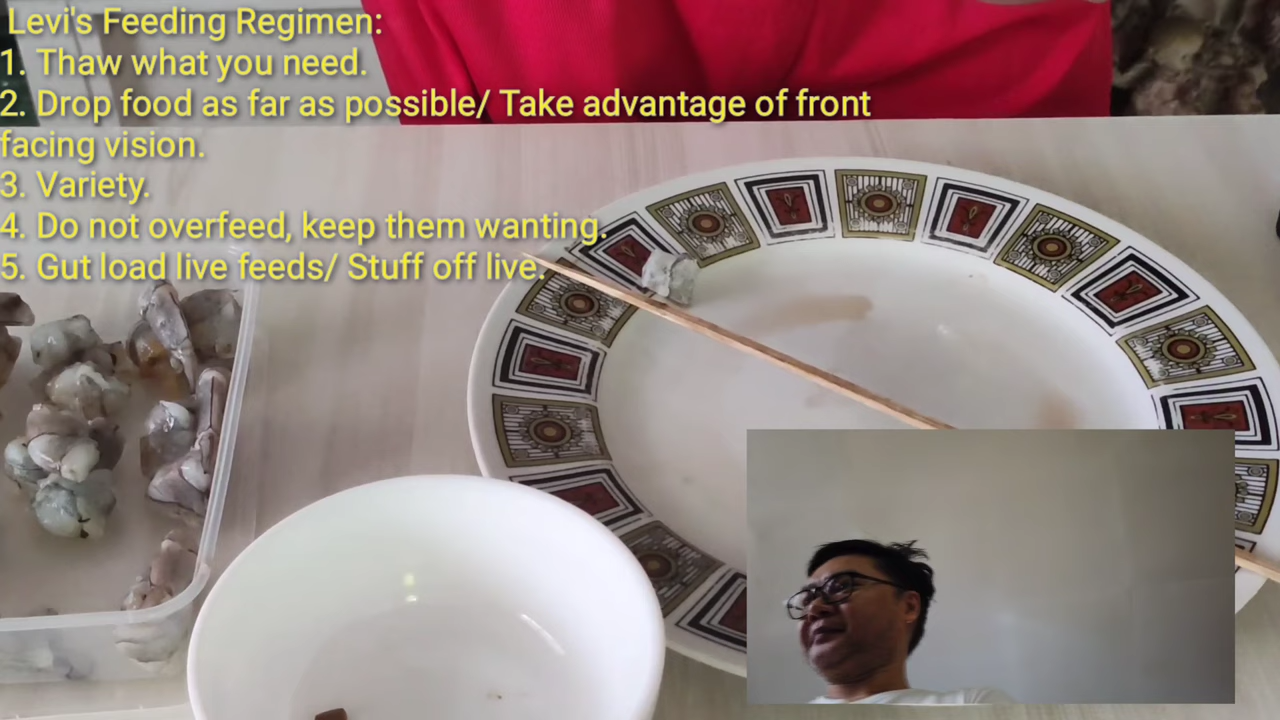 Levi's Feeding Regimen:
1. Thaw what you need.
2. Drop food as far as possible/ Take advantage of front
facing vision.
3. Variety.
4. Do not overfeed, keep them wanting.
5. Gut load live feeds/ Stuff off live.